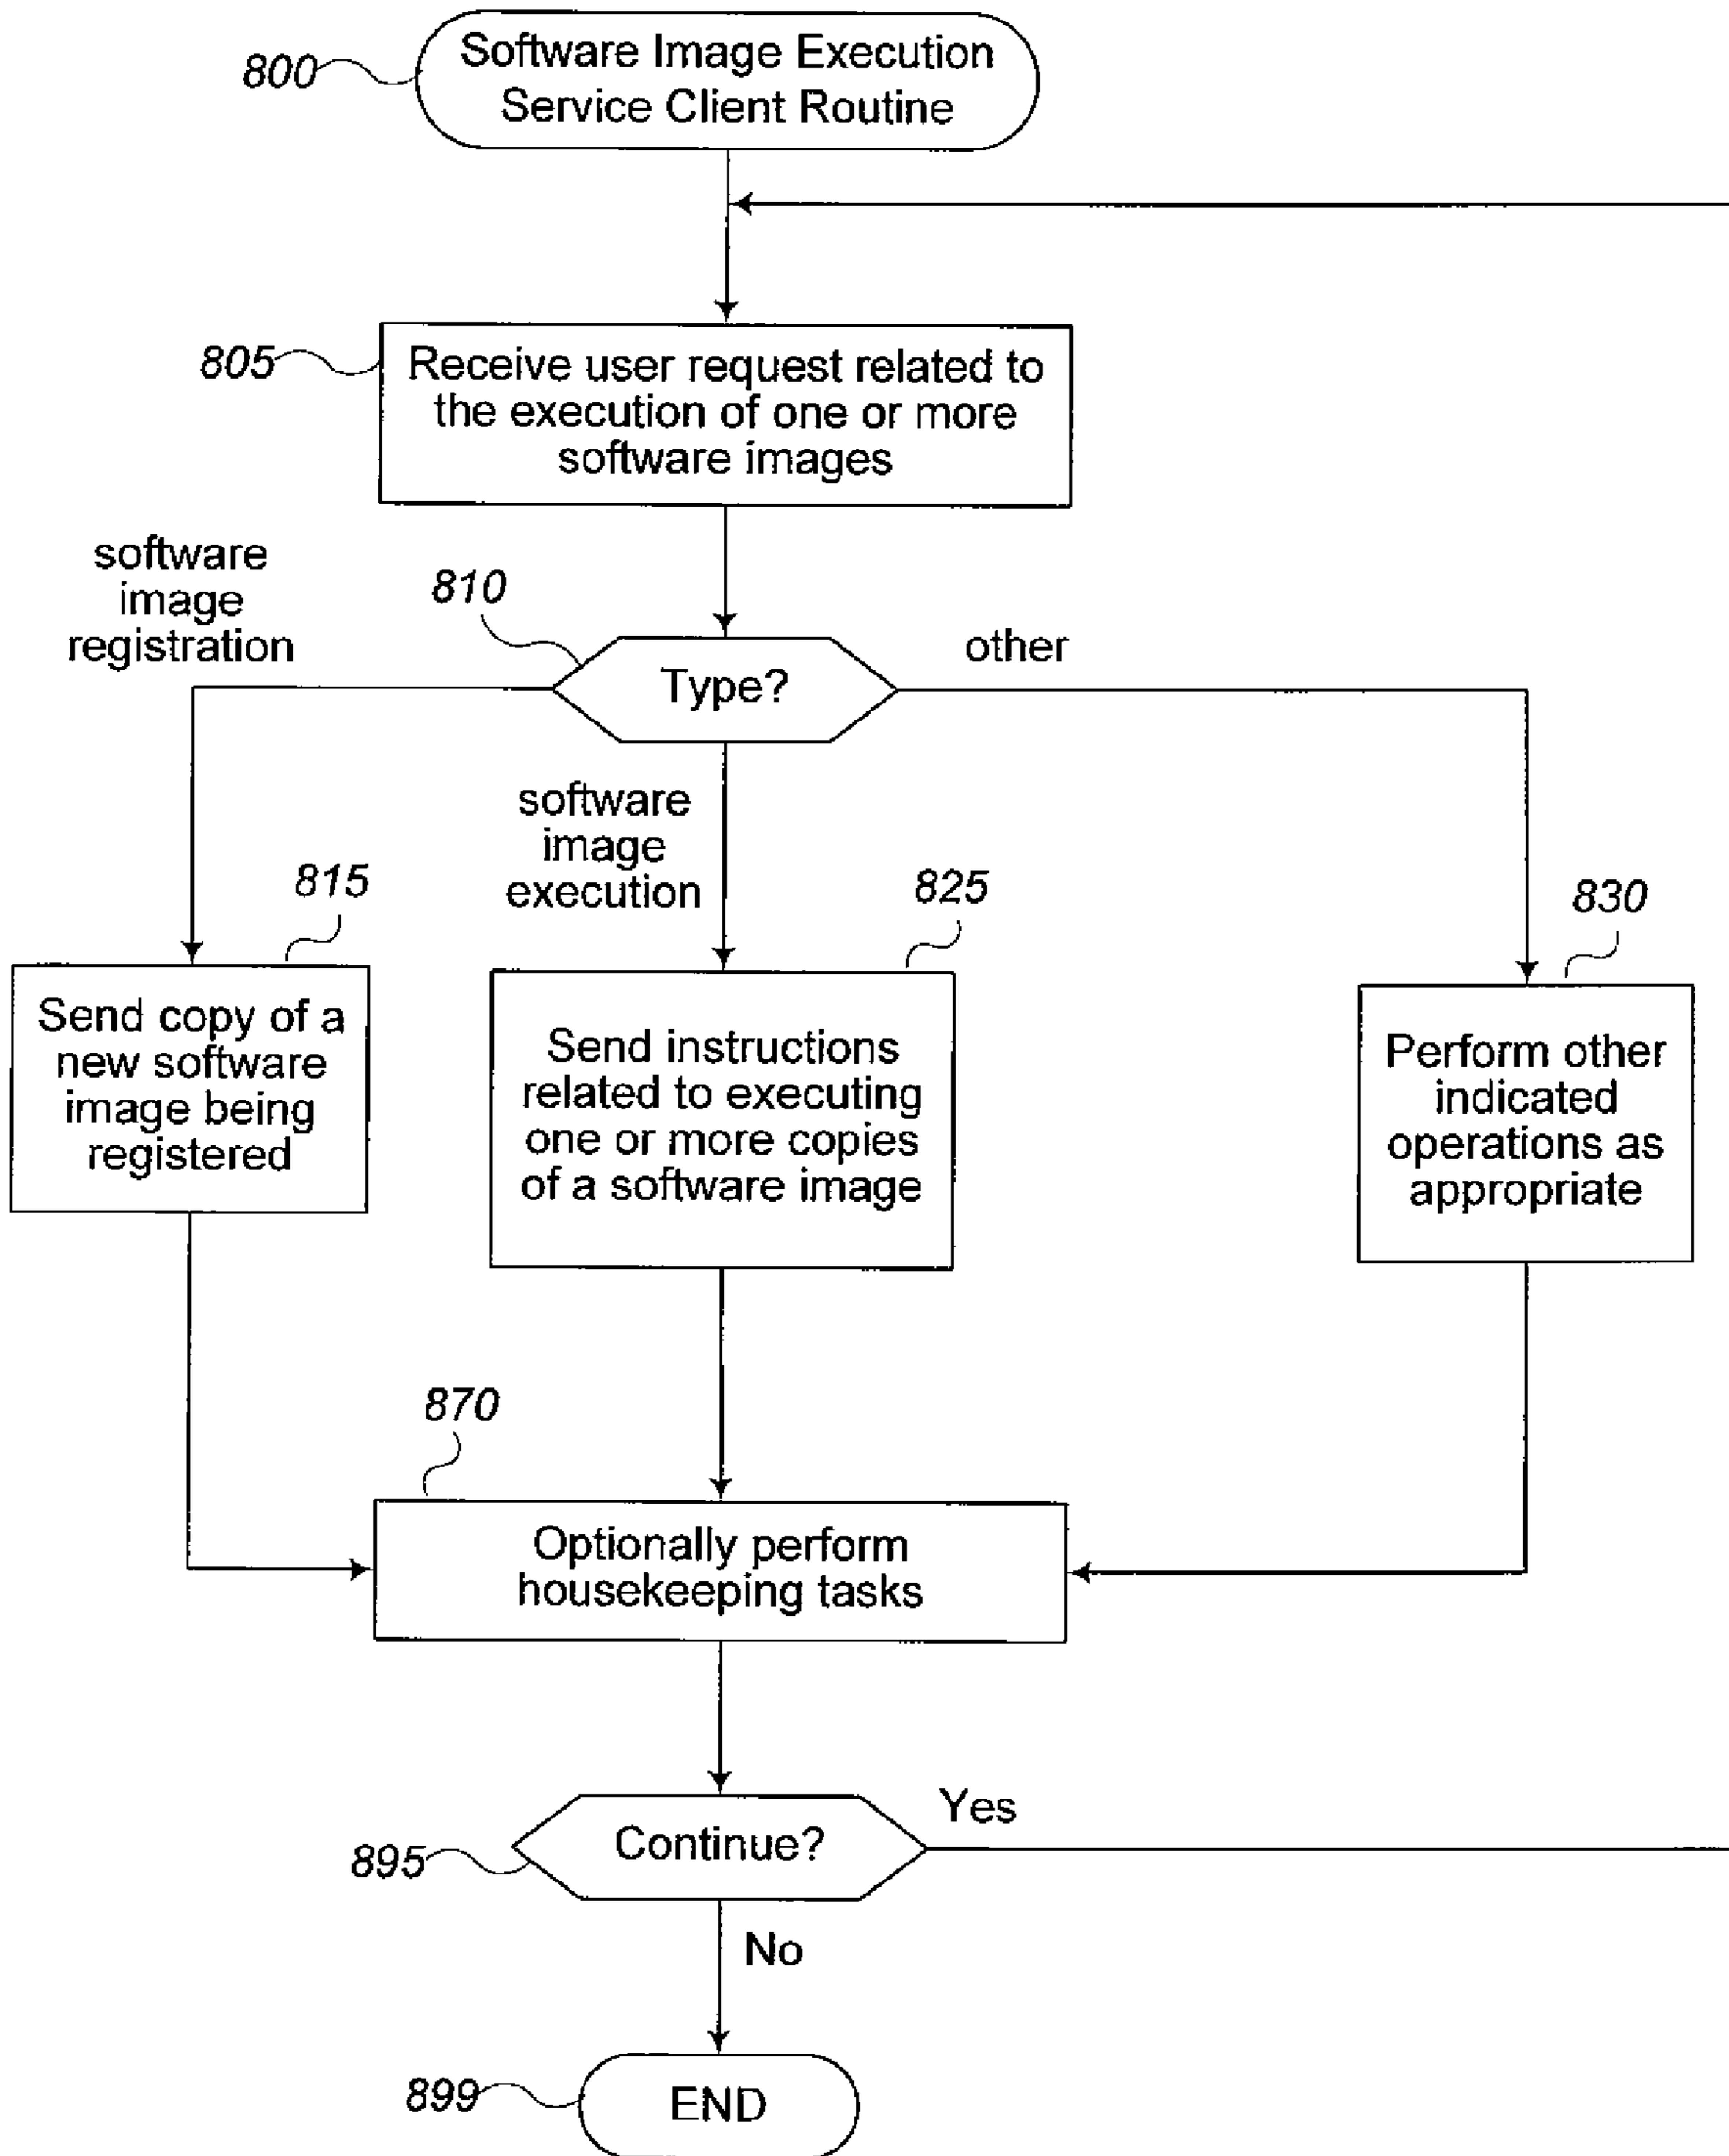 800
Software Image Execution
Service Client Routine
805
Receive user request related to
the execution of one or more
software images
software
image
registration
810
Type?
other
software
image
execution
815
Send copy of a
new software
image being
registered
825
Send instructions
related to executing
one or more copies
of a software image
830
Perform other
indicated
operations as
appropriate
870
Optionally perform
housekeeping tasks
895
Continue?
Yes
No
899
END